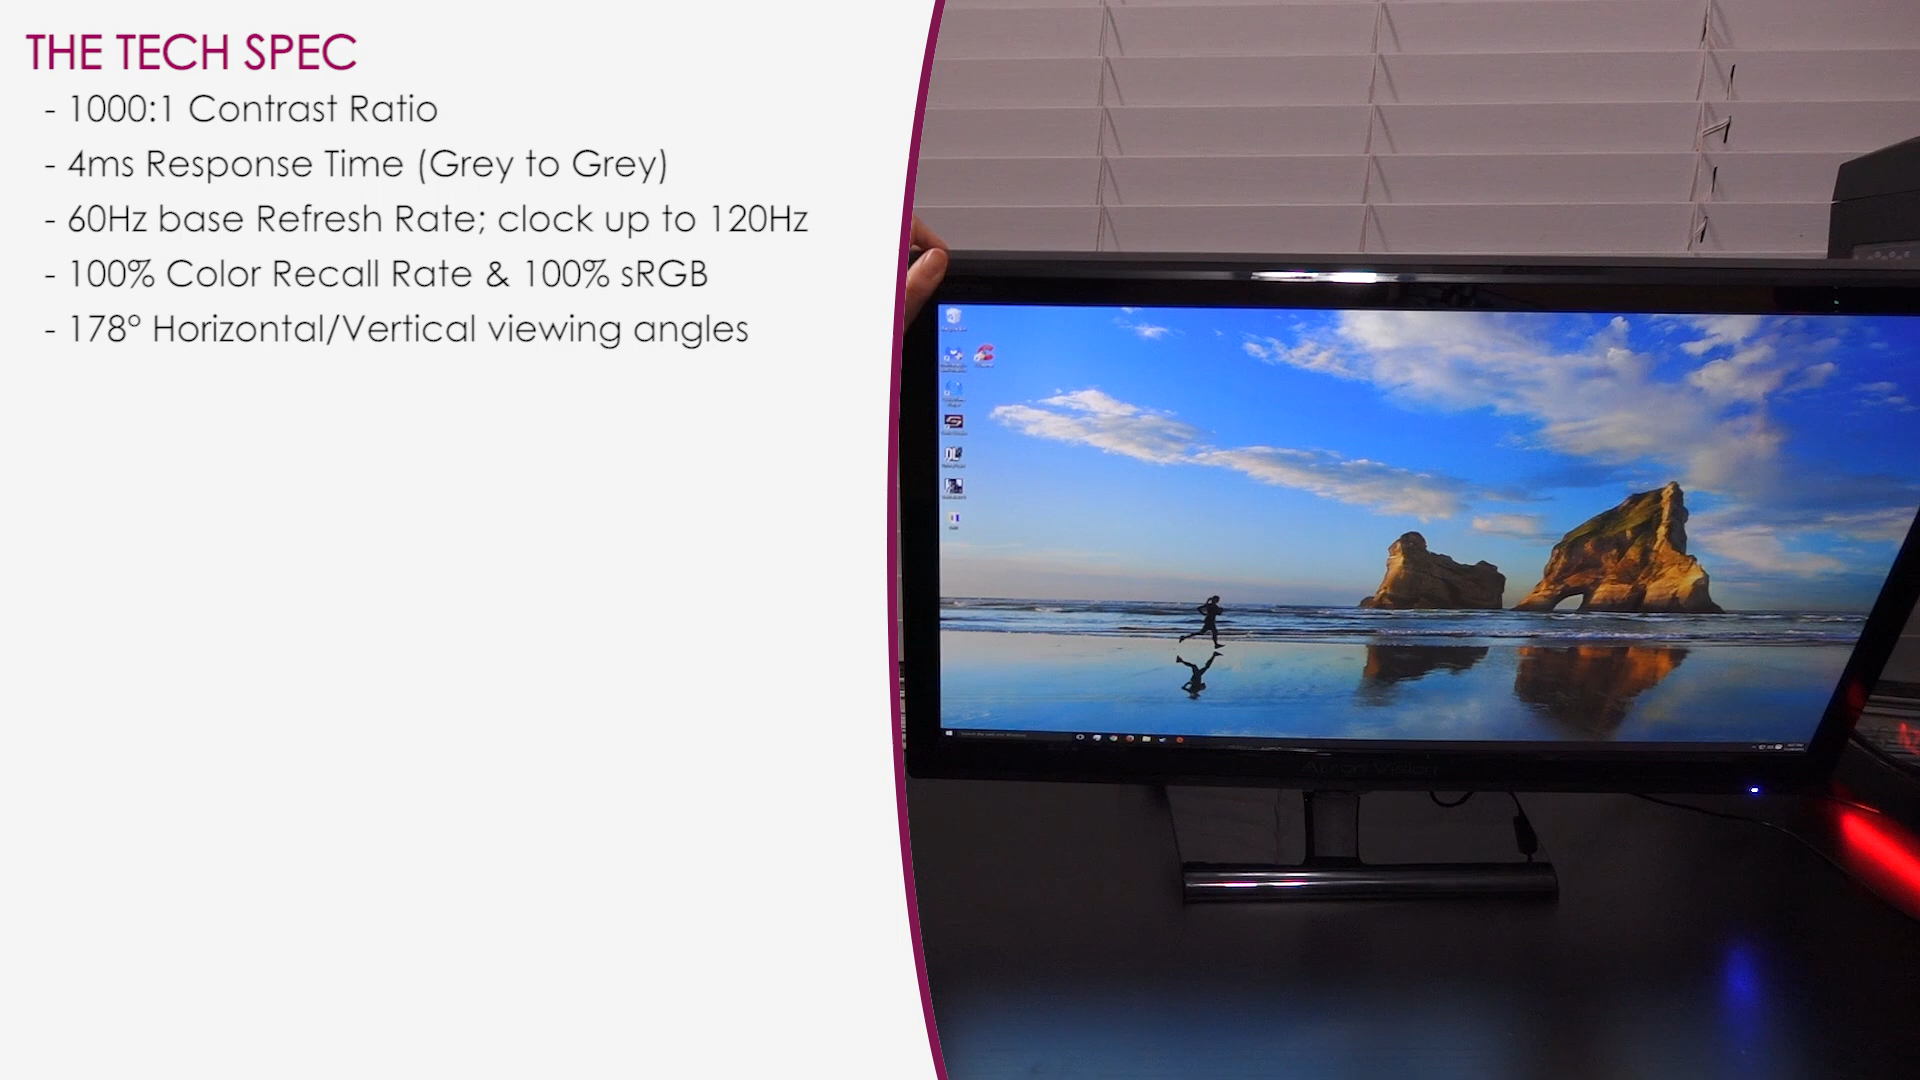 THE TECH SPEC
- 1000:1 Contrast Ratio
- 4ms Response Time (Grey to Grey)
- 60Hz base Refresh Rate; clock up to 120Hz
- 100% Color Recall Rate & 100% sRGB
- 178° Horizontal/Vertical viewing angles